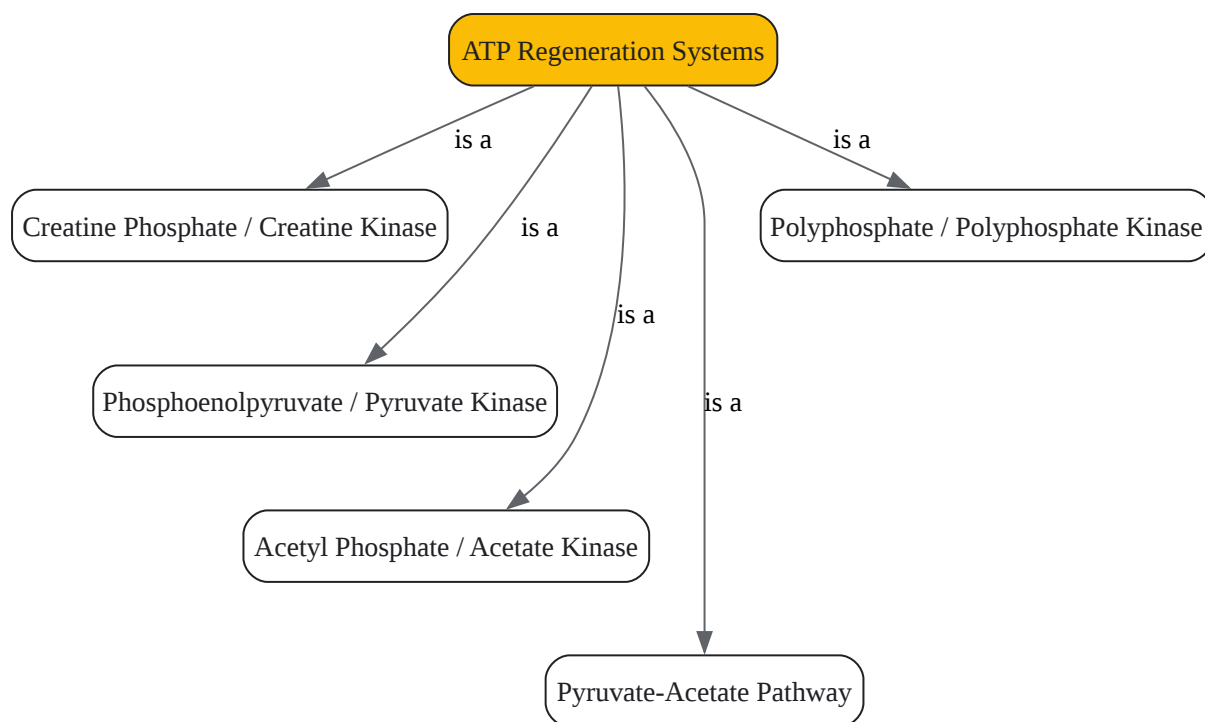 ATP Regeneration Systems
is a
is a
Creatine Phosphate / Creatine Kinase
is a
Polyphosphate / Polyphosphate Kinase
is a
Phosphoenolpyruvate / Pyruvate Kinase
is a
Acetyl Phosphate / Acetate Kinase
Pyruvate-Acetate Pathway